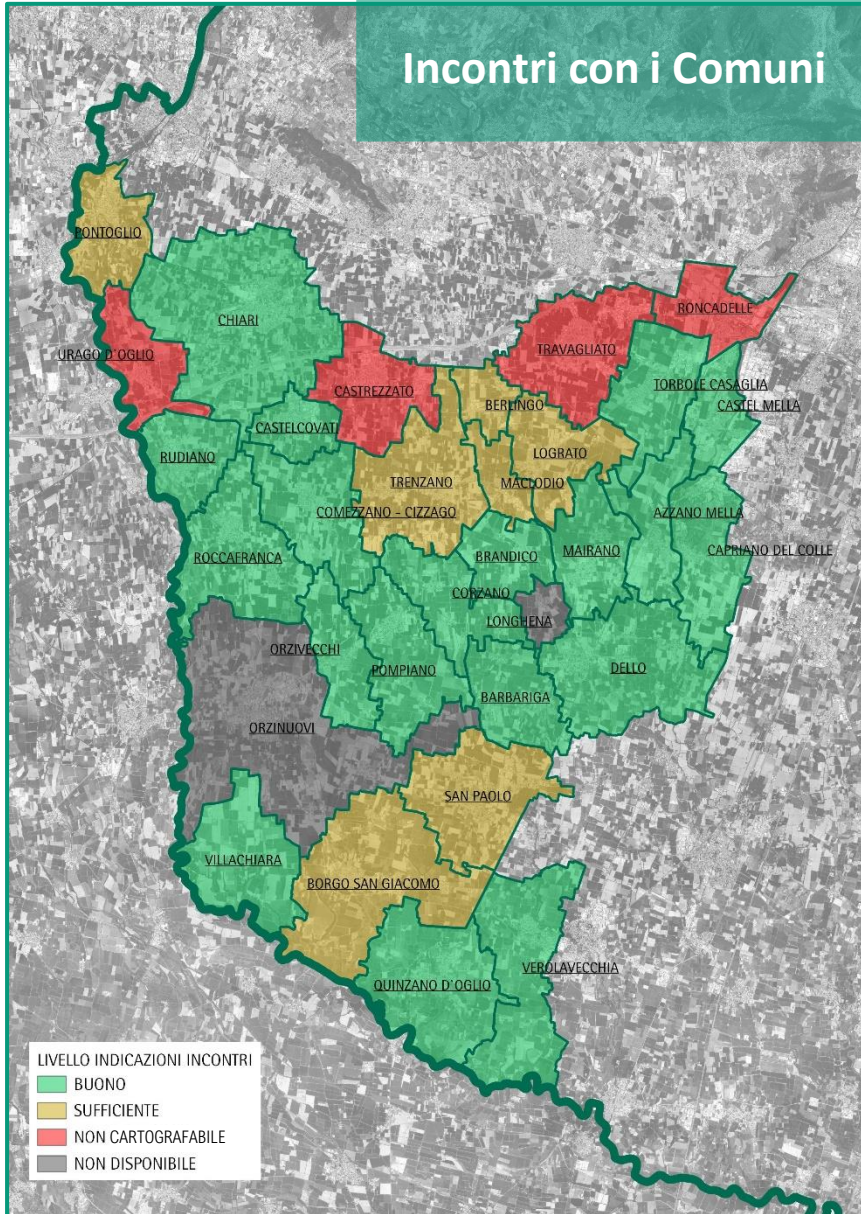 Incontri con i Comuni
PONTOGLIO
RONCADELLE
CHIARI
TRAVAGLIATO
URAGO D'OGLIO
CASTREZZATO
TORBOLE CASAGLIA
BERLINGO
CASTEL MELLA
CASTELCOVATI
LOGRATO
RUDIANO
TRENZANO
MACLODIO
COMEZZANO - CIZZAGO
AZZANO MELLA
BRANDICO
MAIRANO
CAPRIANO DEL COLLE
ROCCAFRANCA
CORZANO
LONGHENA
ORZIVECCHI
POMPIANO
DELLO
BARBARIGA
ORZINUOVI
SAN PAOLO
VILLACHIARA
BORGO SAN GIACOMO
VEROLAVECCHIA
QUINZANO D'OGLIO
LIVELLO INDICAZIONI INCONTRI
BUONO
SUFFICIENTE
NON CARTOGRAFABILE
NON DISPONIBILE